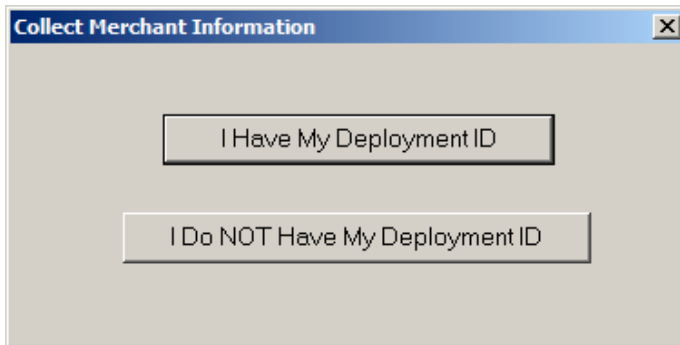 Collect Merchant Information
I Have My Deployment ID
I Do NOT Have My Deployment ID